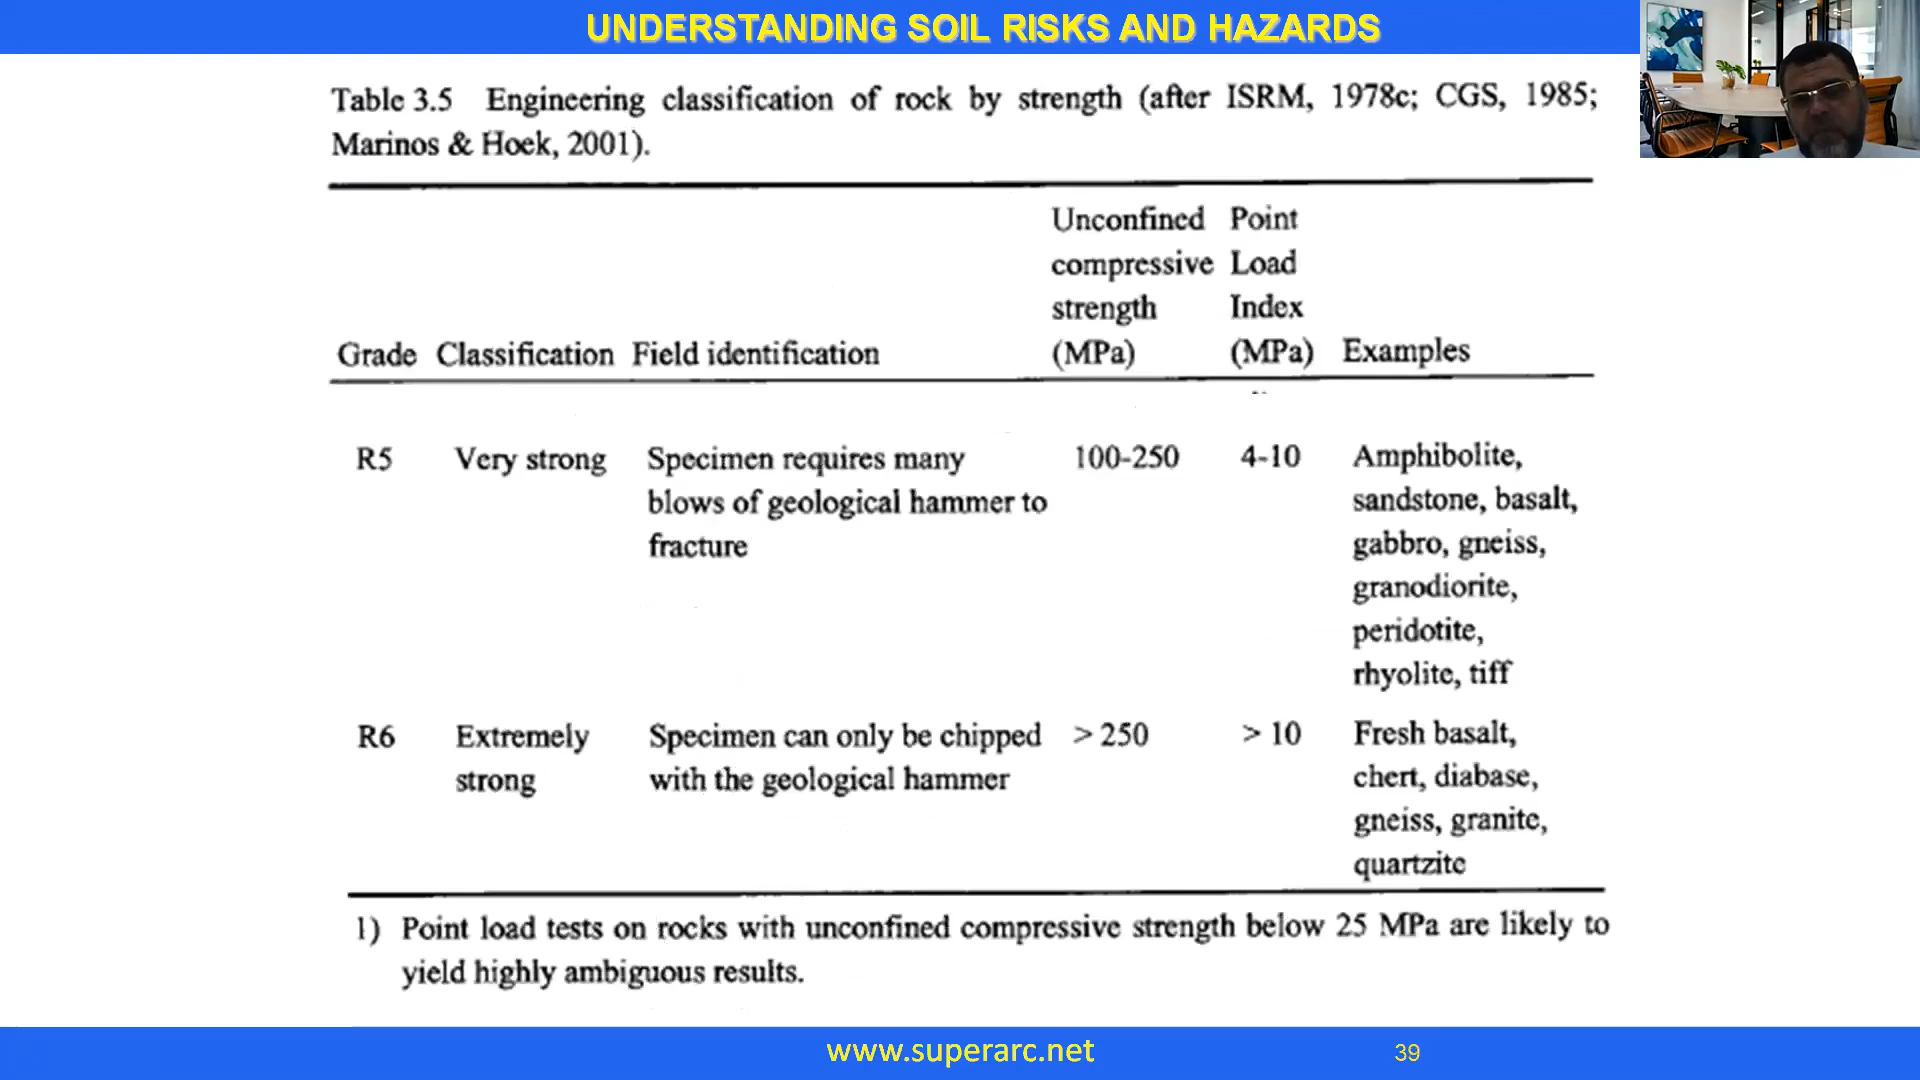 UNDERSTANDING SOIL RISKS AND HAZARDS
Table 3.5 Engineering classification of rock by strength (after ISRM, 1978c; CGS, 1985;
Marinos & Hoek, 2001).
Unconfined Point
compressive Load
strength Index
Grade Classification Field identification (MPa) (MPa) Examples
R5 Very strong Specimen requires many 100-250 4-10 Amphibolite,
blows of geological hammer to sandstone, basalt,
fracture gabbro, gneiss,
granodiorite,
peridotite,
rhyolite, tiff
R6 Extremely Specimen can only be chipped > 250 > 10 Fresh basalt,
strong with the geological hammer chert, diabase,
gneiss, granite,
quartzite
1) Point load tests on rocks with unconfined compressive strength below 25 MPa are likely to
yield highly ambiguous results.
www.superarc.net 39